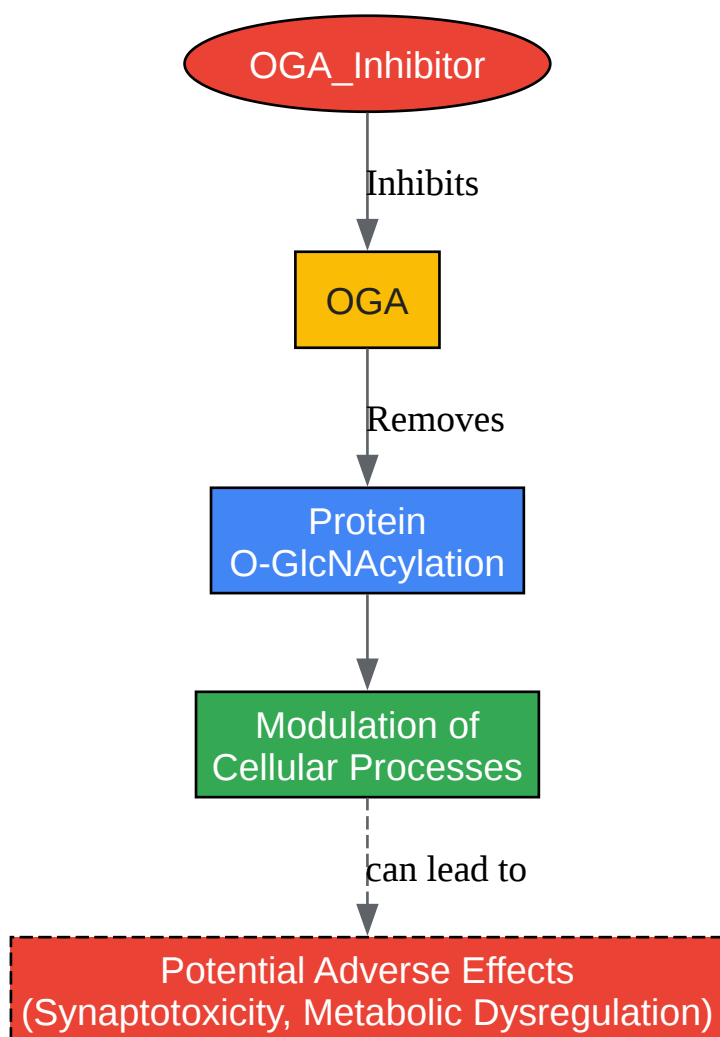 OGA_Inhibitor
Inhibits
OGA
Removes
Protein
O-GlcNAcylation
Modulation of
Cellular Processes
can lead to
Potential Adverse Effects
(Synaptotoxicity, Metabolic Dysregulation)